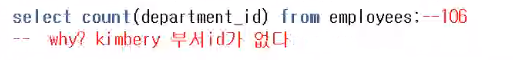 select count(department_id) from employees;--106
-- why? kimbery 부서id가 없다